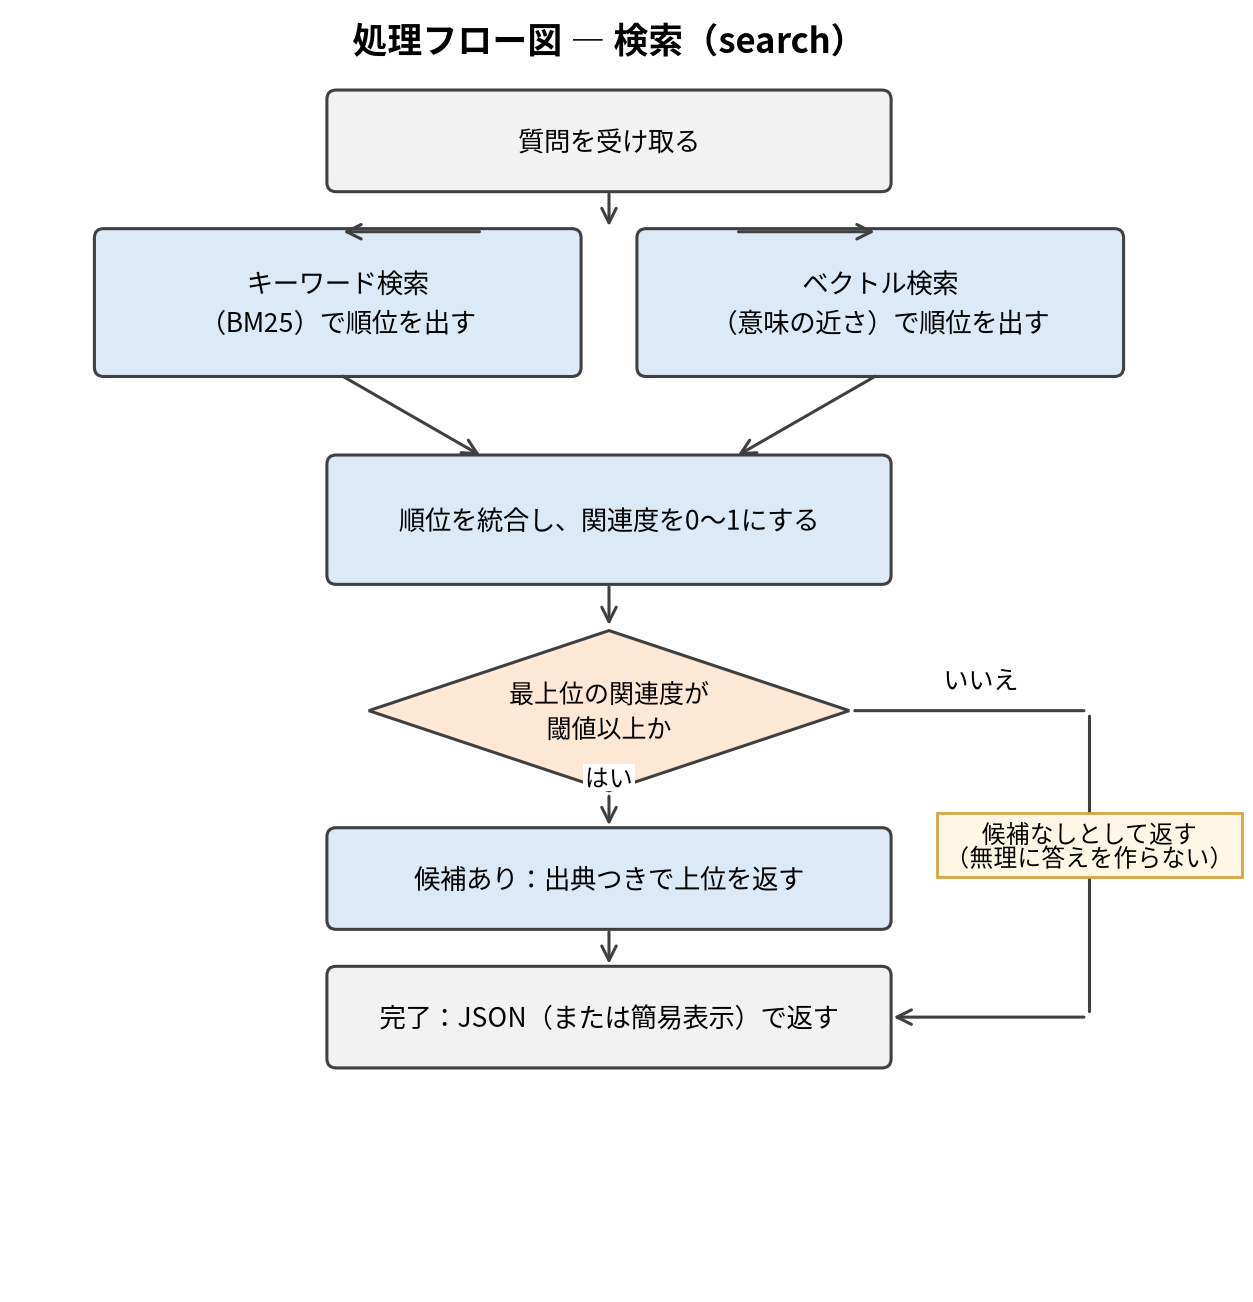 処理フロー図 ― 検索（search）
質問を受け取る
キーワード検索
（BM25）で順位を出す
ベクトル検索
（意味の近さ）で順位を出す
順位を統合し、関連度を0～1にする
最上位の関連度が
閾値以上か
いいえ
はい
候補なしとして返す
（無理に答えを作らない）
候補あり：出典つきで上位を返す
完了：JSON（または簡易表示）で返す